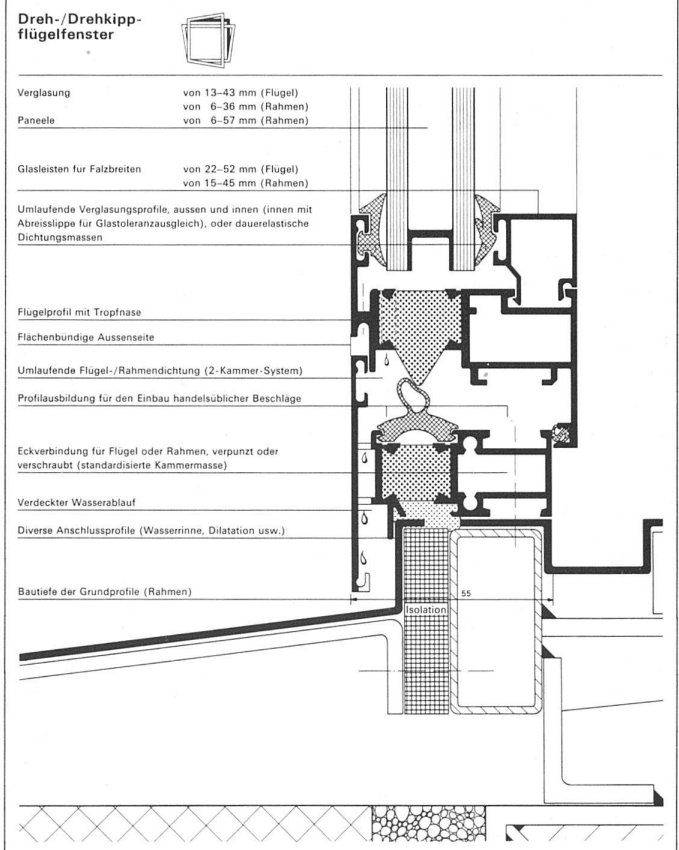 Dreh-/Drehkipp-
flügelfenster
Verglasung von 13–43 mm (Flügel)
von 6–36 mm (Rahmen)
Paneele von 6–57 mm (Rahmen)
Glasleisten für Falzbreiten von 22–52 mm (Flügel)
von 15–45 mm (Rahmen)
Umlaufende Verglasungsprofile, aussen und innen (innen mit
Abreisslippe für Glastoleranzausgleich), oder dauerelastische
Dichtungsmassen
Flügelprofil mit Tropfnase
Flächenbündige Aussenseite
Umlaufende Flügel-/Rahmendichtung (2-Kammer-System)
Profilausbildung für den Einbau handelsüblicher Beschläge
Eckverbindung für Flügel oder Rahmen, verpunzt oder
verschraubt (standardisierte Kammermasse)
Verdeckter Wasserablauf
Diverse Anschlussprofile (Wasserrinne, Dilatation usw.)
Bautiefe der Grundprofile (Rahmen)
55
Isolation